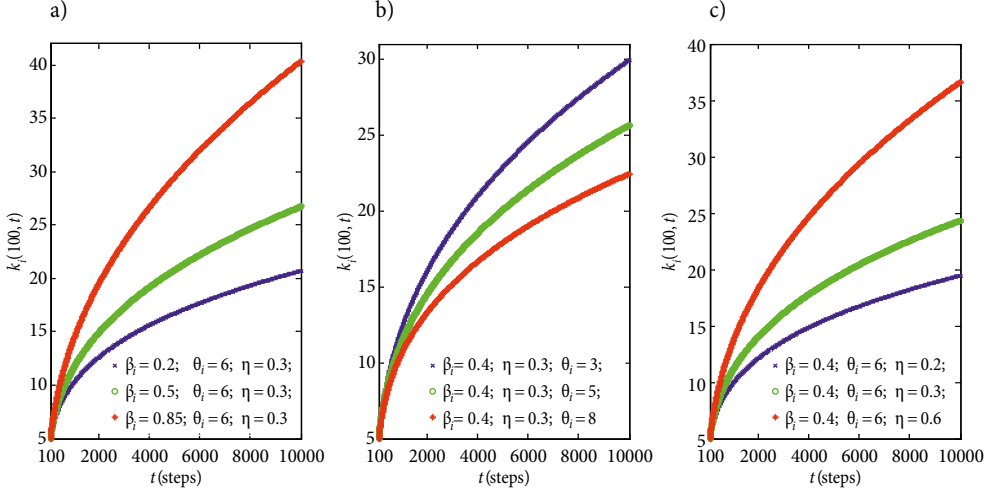 a)
40
35
30
25
20
15
10
5
k_i(100, t)
β_i = 0.2; θ_i = 6; η = 0.3;
β_i = 0.5; θ_i = 6; η = 0.3;
β_i = 0.85; θ_i = 6; η = 0.3
100 2000 4000 6000 8000 10000
t (steps)
b)
30
25
20
15
10
5
k_i(100, t)
β_i = 0.4; η = 0.3; θ_i = 3;
β_i = 0.4; η = 0.3; θ_i = 5;
β_i = 0.4; η = 0.3; θ_i = 8
100 2000 4000 6000 8000 10000
t (steps)
c)
40
35
30
25
20
15
10
5
k_i(100, t)
β_i = 0.4; θ_i = 6; η = 0.2;
β_i = 0.4; θ_i = 6; η = 0.3;
β_i = 0.4; θ_i = 6; η = 0.6
100 2000 4000 6000 8000 10000
t (steps)